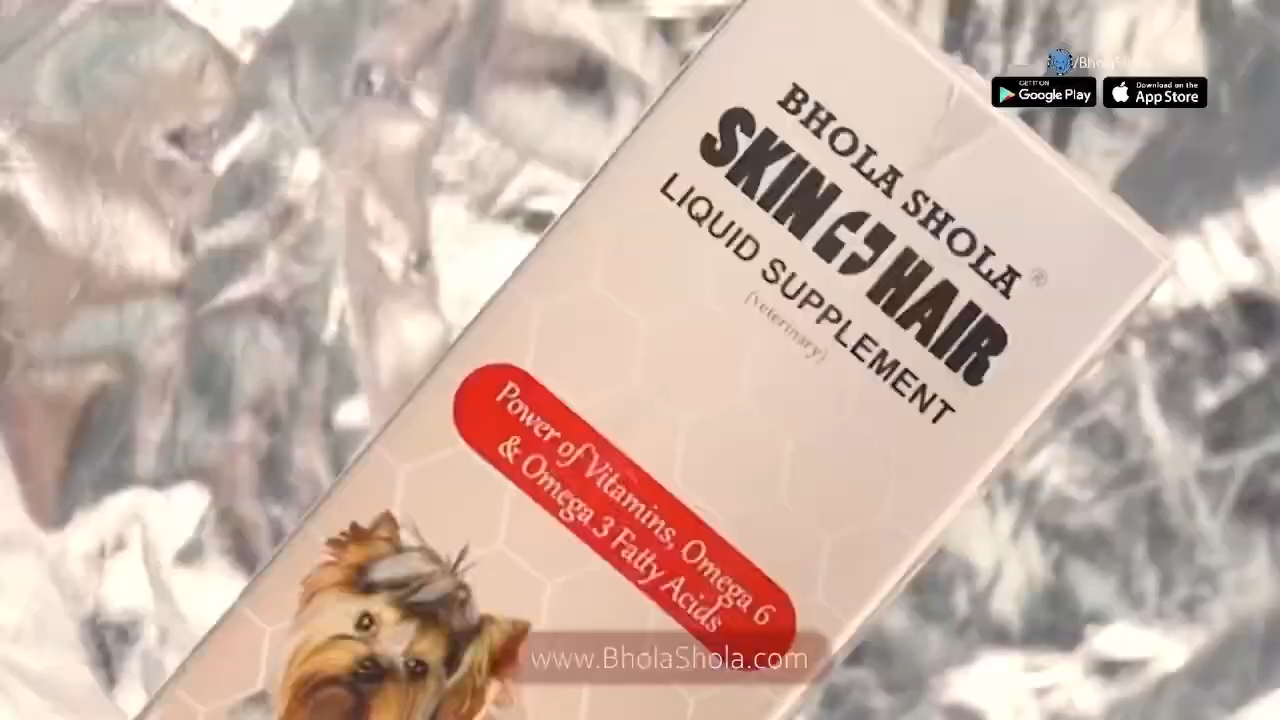 /BholaShola
GET IT ON
Google Play
Download on the
App Store
BHOLA SHOLA ®
SKIN & HAIR
LIQUID SUPPLEMENT
(veterinary)
Power of Vitamins, Omega 6
& Omega 3 Fatty Acids
www.BholaShola.com